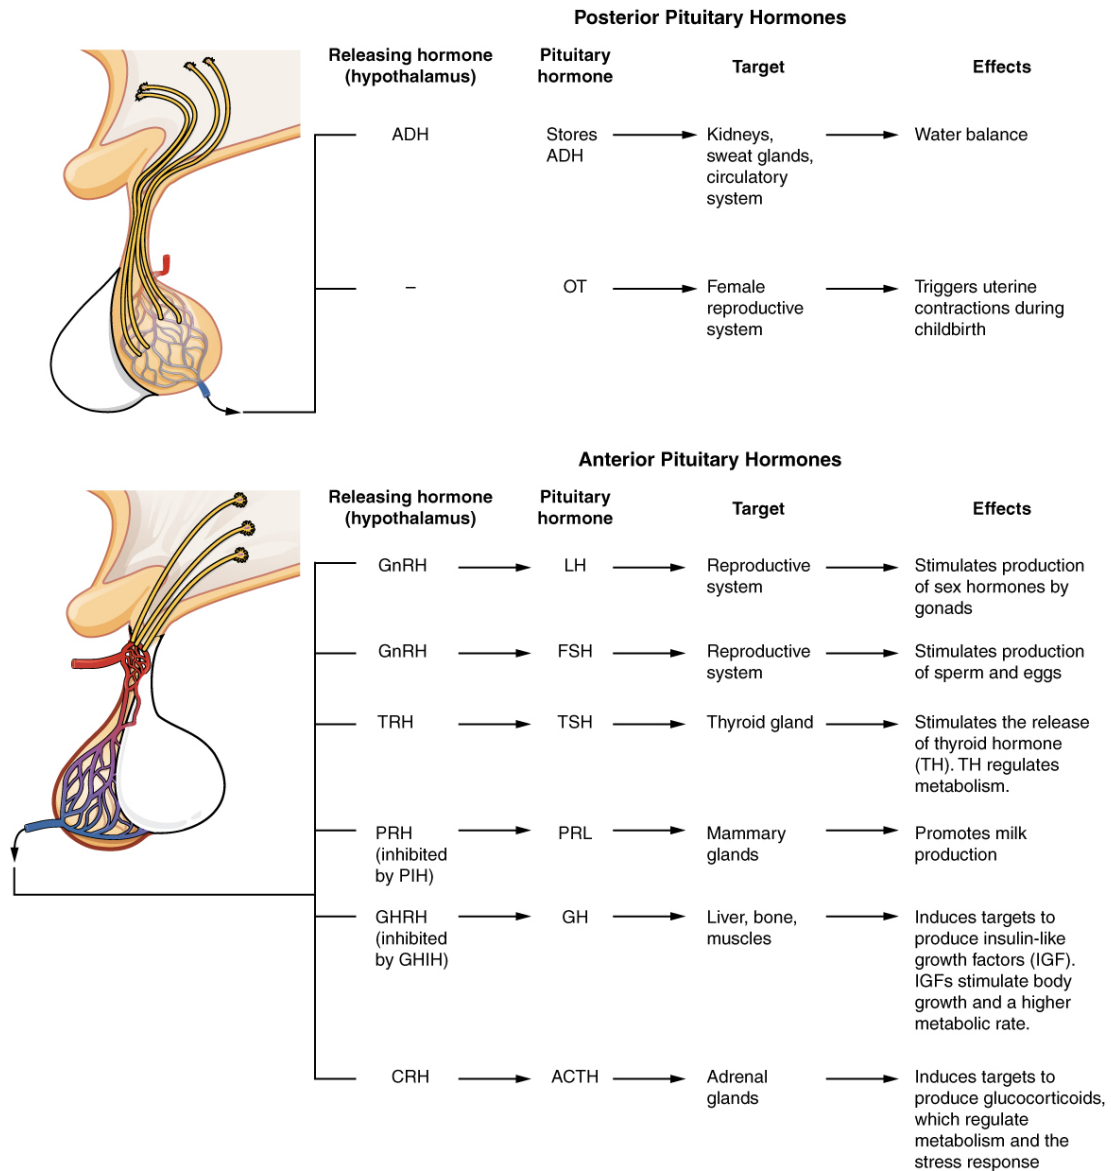 Posterior Pituitary Hormones
Releasing hormone
(hypothalamus)
Pituitary
hormone
Target
Effects
ADH
Stores
ADH
Kidneys,
sweat glands,
circulatory
system
Water balance
–
OT
Female
reproductive
system
Triggers uterine
contractions during
childbirth
Anterior Pituitary Hormones
Releasing hormone
(hypothalamus)
Pituitary
hormone
Target
Effects
GnRH
LH
Reproductive
system
Stimulates production
of sex hormones by
gonads
GnRH
FSH
Reproductive
system
Stimulates production
of sperm and eggs
TRH
TSH
Thyroid gland
Stimulates the release
of thyroid hormone
(TH). TH regulates
metabolism.
PRH
(inhibited
by PIH)
PRL
Mammary
glands
Promotes milk
production
GHRH
(inhibited
by GHIH)
GH
Liver, bone,
muscles
Induces targets to
produce insulin-like
growth factors (IGF).
IGFs stimulate body
growth and a higher
metabolic rate.
CRH
ACTH
Adrenal
glands
Induces targets to
produce glucocorticoids,
which regulate
metabolism and the
stress response